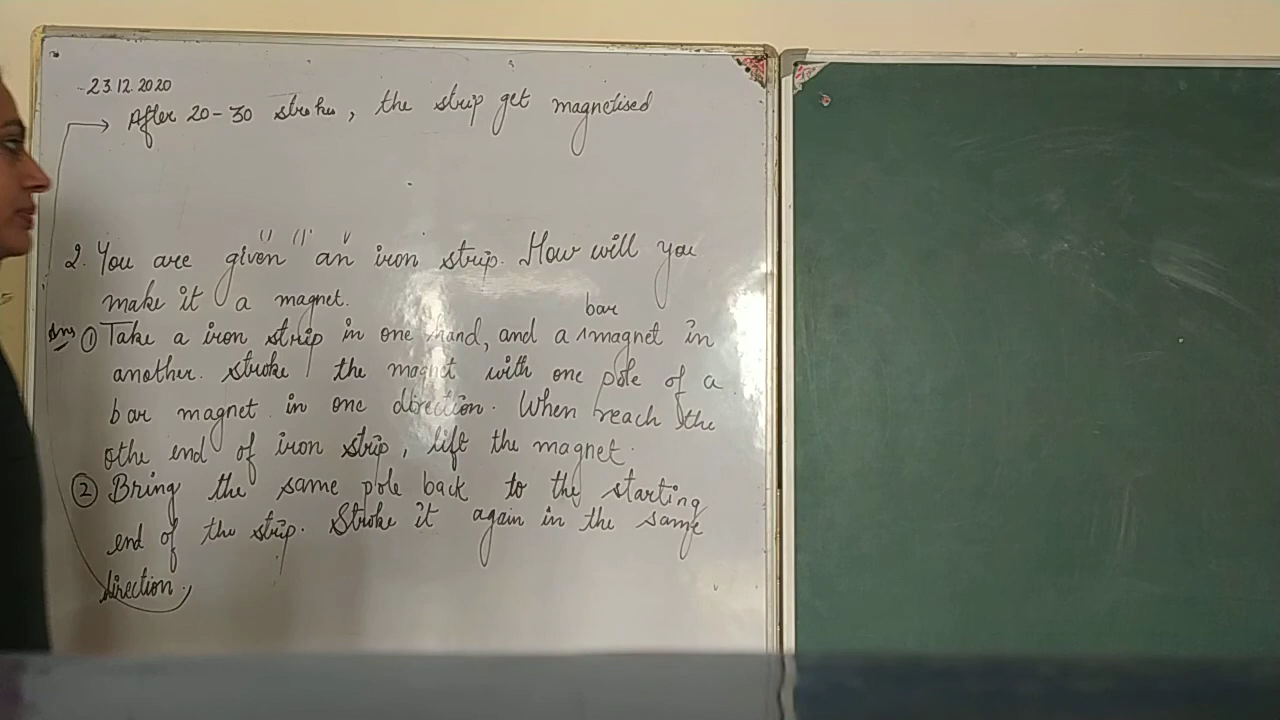 23.12.2020
After 20-30 strokes, the strip get magnetised
2. You are given an iron strip. How will you
make it a magnet.
bar
Ans ① Take a iron strip in one hand, and a magnet in
another. stroke the magnet with one pole of a
bar magnet in one direction. When reach the
othe end of iron strip, lift the magnet.
② Bring the same pole back to the starting
end of the strip. Stroke it again in the same
direction.